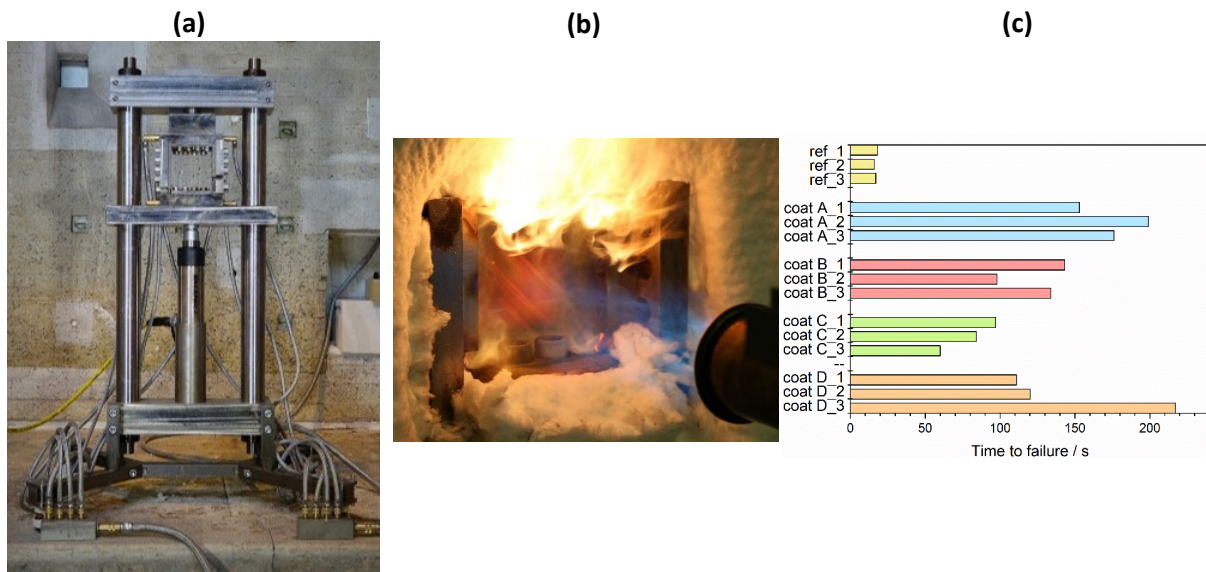 (a)
(b)
(c)
ref_1
ref_2
ref_3
coat A_1
coat A_2
coat A_3
coat B_1
coat B_2
coat B_3
coat C_1
coat C_2
coat C_3
--
coat D_1
coat D_2
coat D_3
0 50 100 150 200
Time to failure / s